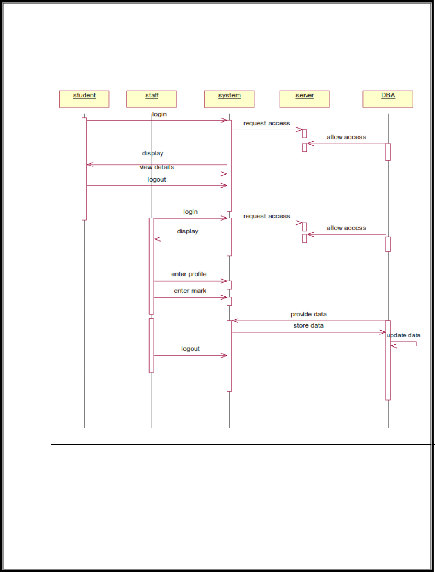 student staff system server DBA
login
request access
allow access
display
view details
logout
login
request access
display
allow access
enter profile
enter mark
provide data
store data
update data
logout